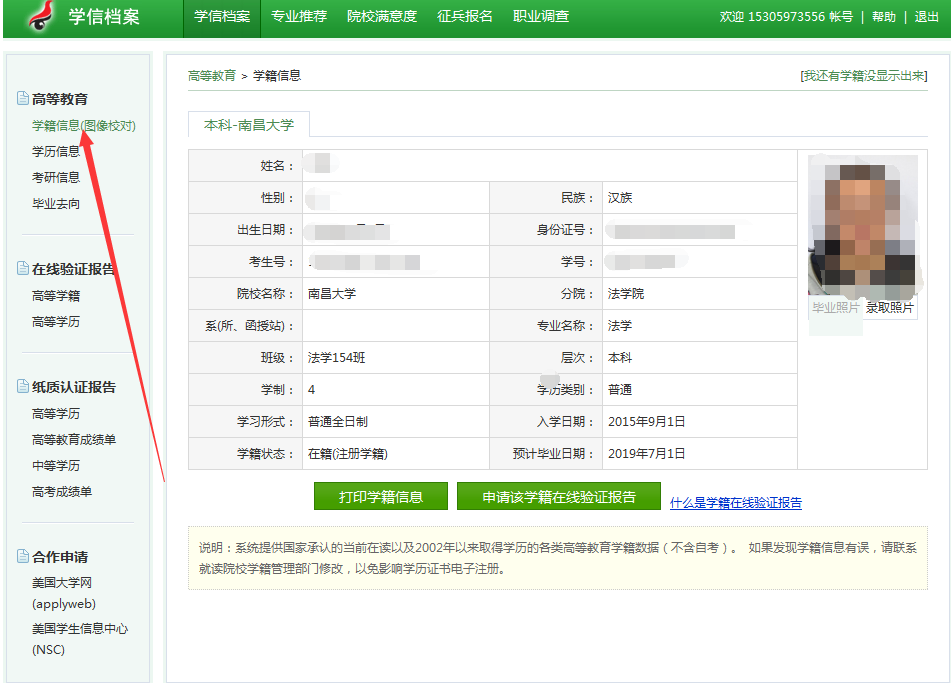 学信档案
学信档案 专业推荐 院校满意度 征兵报名 职业调查
欢迎 15305973556 帐号 | 帮助 | 退出
高等教育
学籍信息(图像校对)
学历信息
考研信息
毕业去向
在线验证报告
高等学籍
高等学历
纸质认证报告
高等学历
高等教育成绩单
中等学历
高考成绩单
合作申请
美国大学网
(applyweb)
美国学生信息中心
(NSC)
高等教育 > 学籍信息
[我还有学籍没显示出来]
本科-南昌大学
姓名：
性别： 民族： 汉族
出生日期： 身份证号：
考生号： 学号：
院校名称： 南昌大学 分院： 法学院
系(所、函授站)： 专业名称： 法学
班级： 法学154班 层次： 本科
学制： 4 学历类别： 普通
学习形式： 普通全日制 入学日期： 2015年9月1日
学籍状态： 在籍(注册学籍) 预计毕业日期： 2019年7月1日
毕业照片 录取照片
打印学籍信息 申请该学籍在线验证报告 什么是学籍在线验证报告
说明：系统提供国家承认的当前在读以及2002年以来取得学历的各类高等教育学籍数据（不含自考）。 如果发现学籍信息有误，请联系
就读院校学籍管理部门修改，以免影响学历证书电子注册。